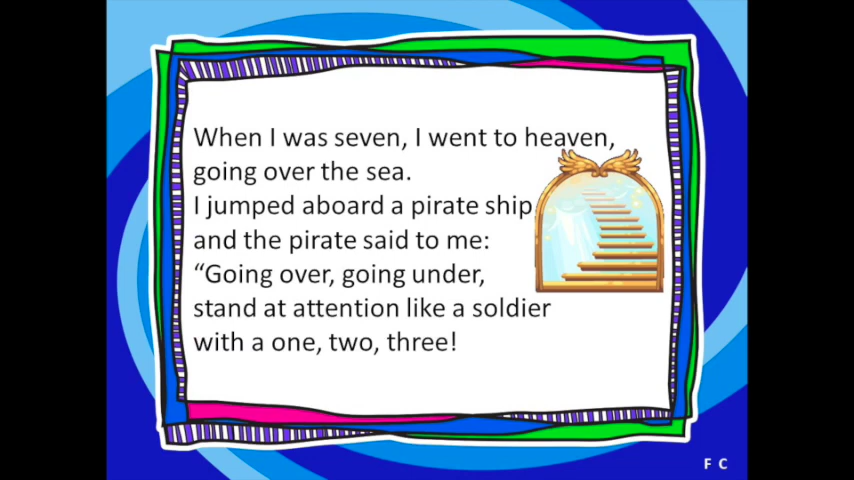 When I was seven, I went to heaven,
going over the sea.
I jumped aboard a pirate ship
and the pirate said to me:
“Going over, going under,
stand at attention like a soldier
with a one, two, three!
F C